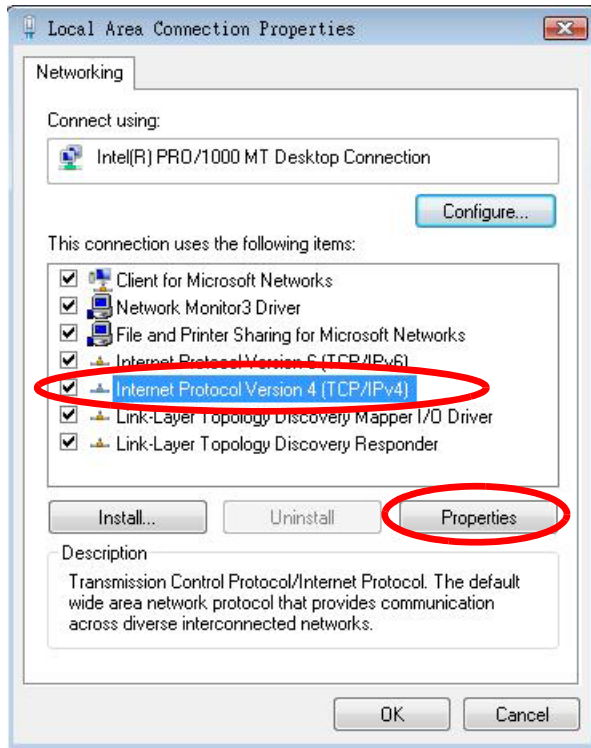 Local Area Connection Properties
Networking
Connect using:
Intel(R) PRO/1000 MT Desktop Connection
Configure...
This connection uses the following items:
Client for Microsoft Networks
Network Monitor3 Driver
File and Printer Sharing for Microsoft Networks
Internet Protocol Version 6 (TCP/IPv6)
Internet Protocol Version 4 (TCP/IPv4)
Link-Layer Topology Discovery Mapper I/O Driver
Link-Layer Topology Discovery Responder
Install... Uninstall Properties
Description
Transmission Control Protocol/Internet Protocol. The default
wide area network protocol that provides communication
across diverse interconnected networks.
OK Cancel